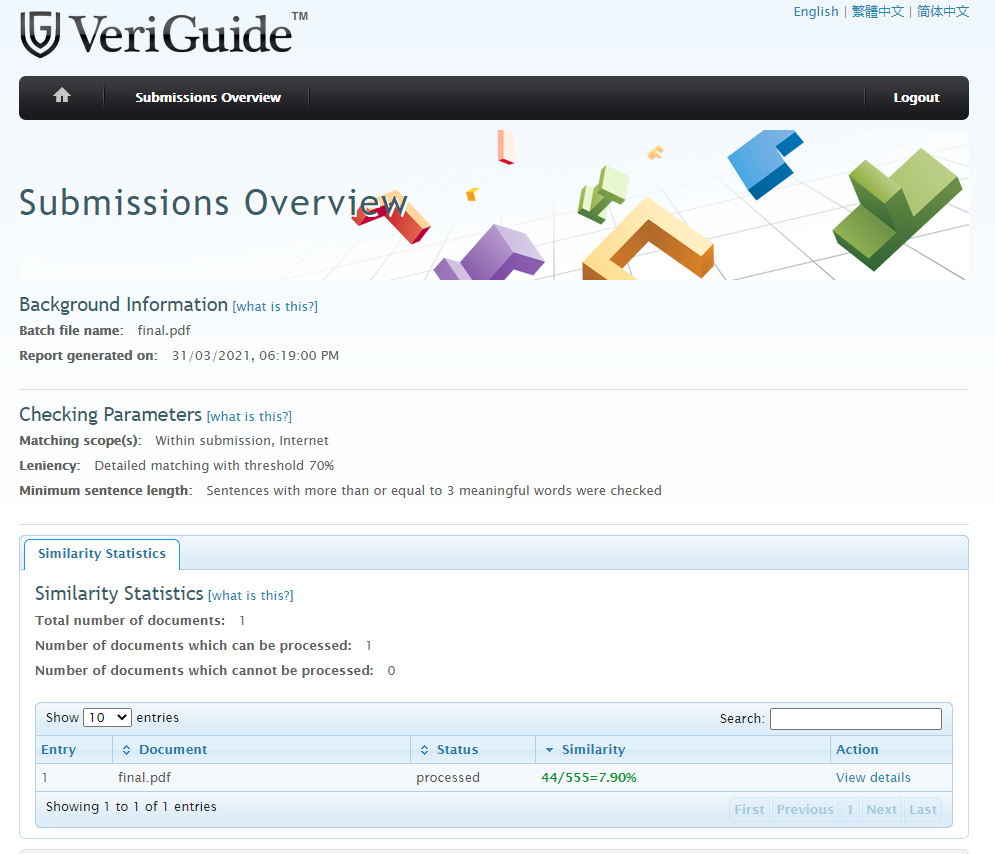 VeriGuide™
English | 繁體中文 | 简体中文
Submissions Overview Logout
Submissions Overview
Background Information [what is this?]
Batch file name: final.pdf
Report generated on: 31/03/2021, 06:19:00 PM
Checking Parameters [what is this?]
Matching scope(s): Within submission, Internet
Leniency: Detailed matching with threshold 70%
Minimum sentence length: Sentences with more than or equal to 3 meaningful words were checked
Similarity Statistics
Similarity Statistics [what is this?]
Total number of documents: 1
Number of documents which can be processed: 1
Number of documents which cannot be processed: 0
Show 10 entries Search:
Entry Document Status Similarity Action
1 final.pdf processed 44/555=7.90% View details
Showing 1 to 1 of 1 entries First Previous 1 Next Last